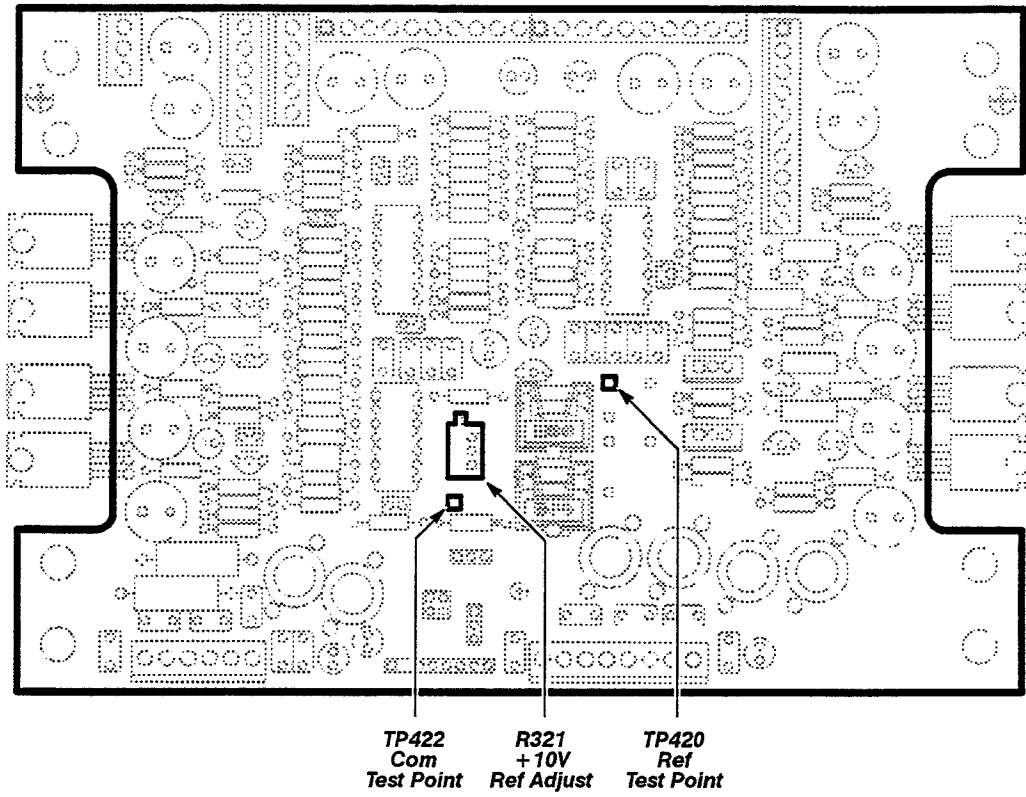 TP422
Com
Test Point
R321
+10V
Ref Adjust
TP420
Ref
Test Point